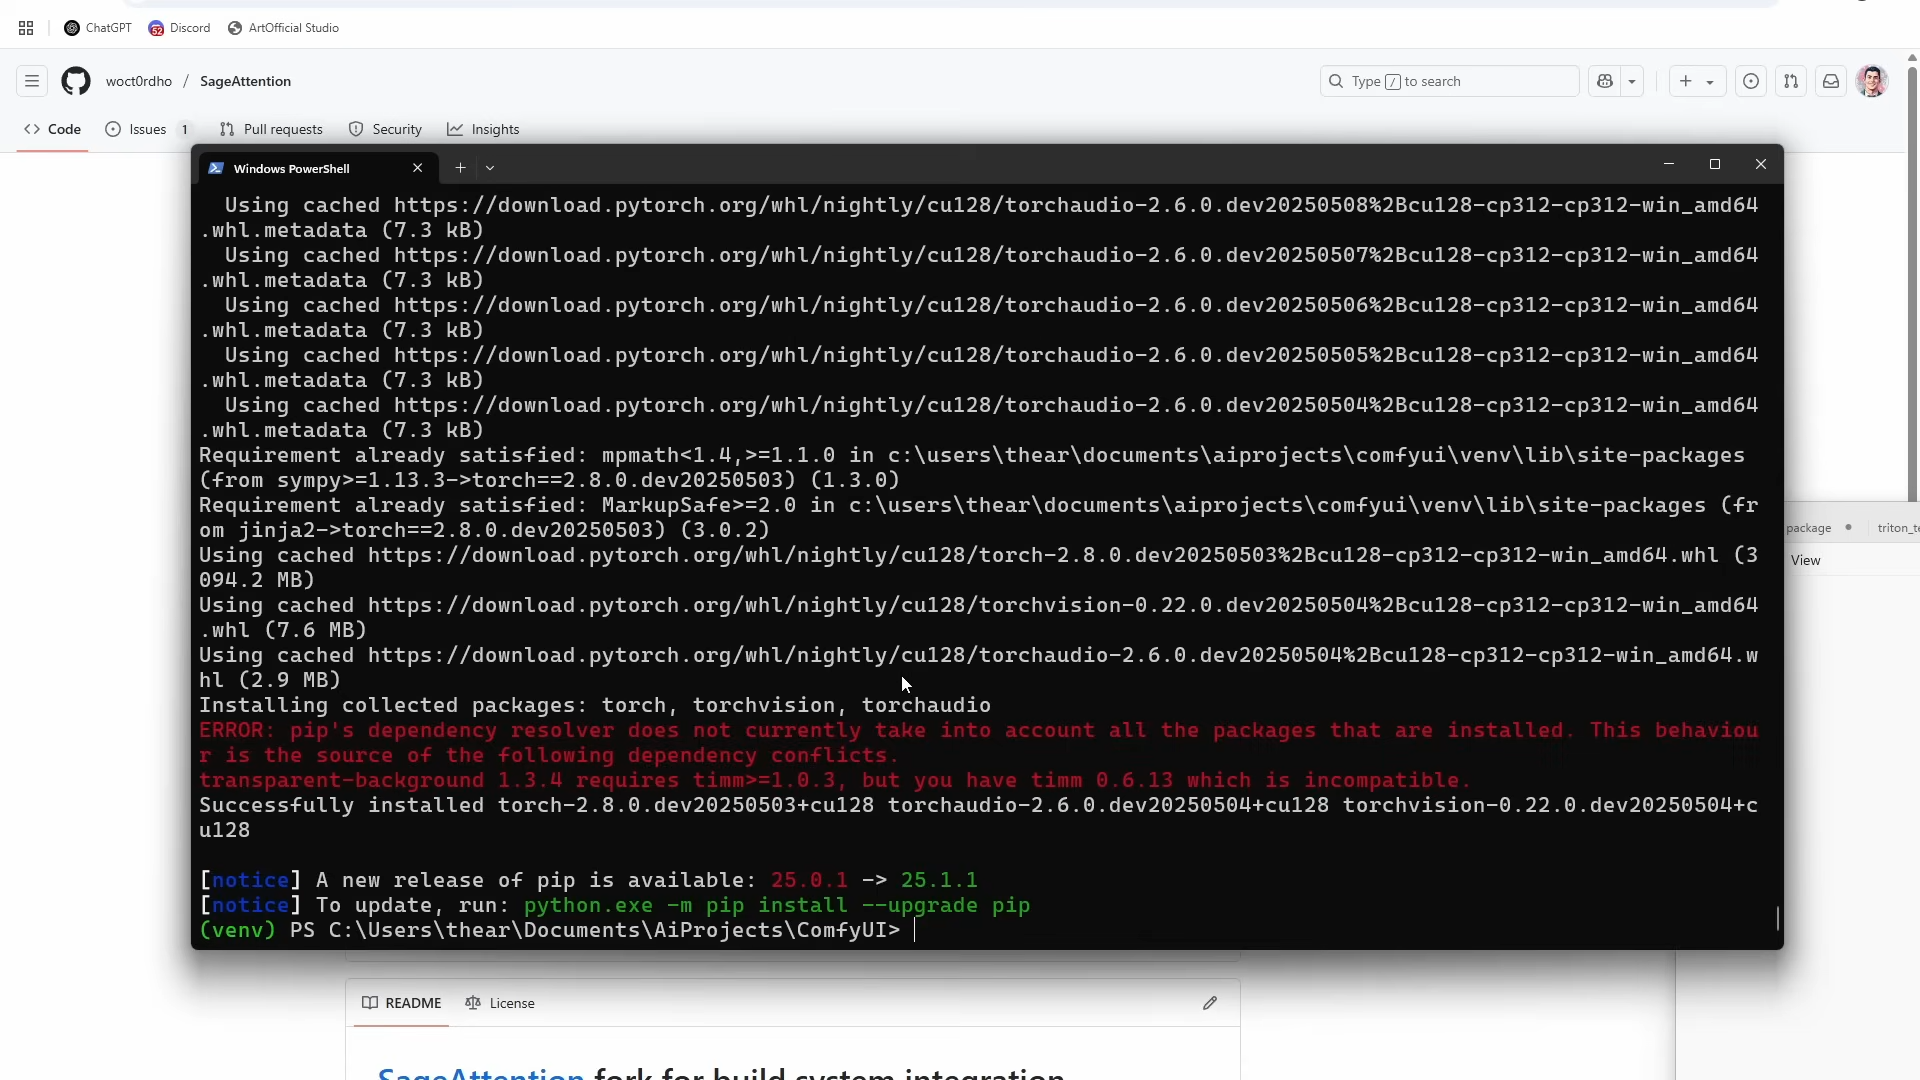 ChatGPT
52
Discord
ArtOfficial Studio
woct0rdho / SageAttention
Type / to search
Code
Issues 1
Pull requests
Security
Insights
Windows PowerShell
Using cached https://download.pytorch.org/whl/nightly/cu128/torchaudio-2.6.0.dev20250508%2Bcu128-cp312-cp312-win_amd64
.whl.metadata (7.3 kB)
Using cached https://download.pytorch.org/whl/nightly/cu128/torchaudio-2.6.0.dev20250507%2Bcu128-cp312-cp312-win_amd64
.whl.metadata (7.3 kB)
Using cached https://download.pytorch.org/whl/nightly/cu128/torchaudio-2.6.0.dev20250506%2Bcu128-cp312-cp312-win_amd64
.whl.metadata (7.3 kB)
Using cached https://download.pytorch.org/whl/nightly/cu128/torchaudio-2.6.0.dev20250505%2Bcu128-cp312-cp312-win_amd64
.whl.metadata (7.3 kB)
Using cached https://download.pytorch.org/whl/nightly/cu128/torchaudio-2.6.0.dev20250504%2Bcu128-cp312-cp312-win_amd64
.whl.metadata (7.3 kB)
Requirement already satisfied: mpmath<1.4,>=1.1.0 in c:\users\thear\documents\aiprojects\comfyui\venv\lib\site-packages
(from sympy>=1.13.3->torch==2.8.0.dev20250503) (1.3.0)
Requirement already satisfied: MarkupSafe>=2.0 in c:\users\thear\documents\aiprojects\comfyui\venv\lib\site-packages (fr
om jinja2->torch==2.8.0.dev20250503) (3.0.2)
Using cached https://download.pytorch.org/whl/nightly/cu128/torch-2.8.0.dev20250503%2Bcu128-cp312-cp312-win_amd64.whl (3
094.2 MB)
Using cached https://download.pytorch.org/whl/nightly/cu128/torchvision-0.22.0.dev20250504%2Bcu128-cp312-cp312-win_amd64
.whl (7.6 MB)
Using cached https://download.pytorch.org/whl/nightly/cu128/torchaudio-2.6.0.dev20250504%2Bcu128-cp312-cp312-win_amd64.w
hl (2.9 MB)
Installing collected packages: torch, torchvision, torchaudio
ERROR: pip's dependency resolver does not currently take into account all the packages that are installed. This behaviou
r is the source of the following dependency conflicts.
transparent-background 1.3.4 requires timm>=1.0.3, but you have timm 0.6.13 which is incompatible.
Successfully installed torch-2.8.0.dev20250503+cu128 torchaudio-2.6.0.dev20250504+cu128 torchvision-0.22.0.dev20250504+c
u128
[notice] A new release of pip is available: 25.0.1 -> 25.1.1
[notice] To update, run: python.exe -m pip install --upgrade pip
(venv) PS C:\Users\thear\Documents\AiProjects\ComfyUI>
package
triton_te
View
README
License
SageAttention fork for build system integration